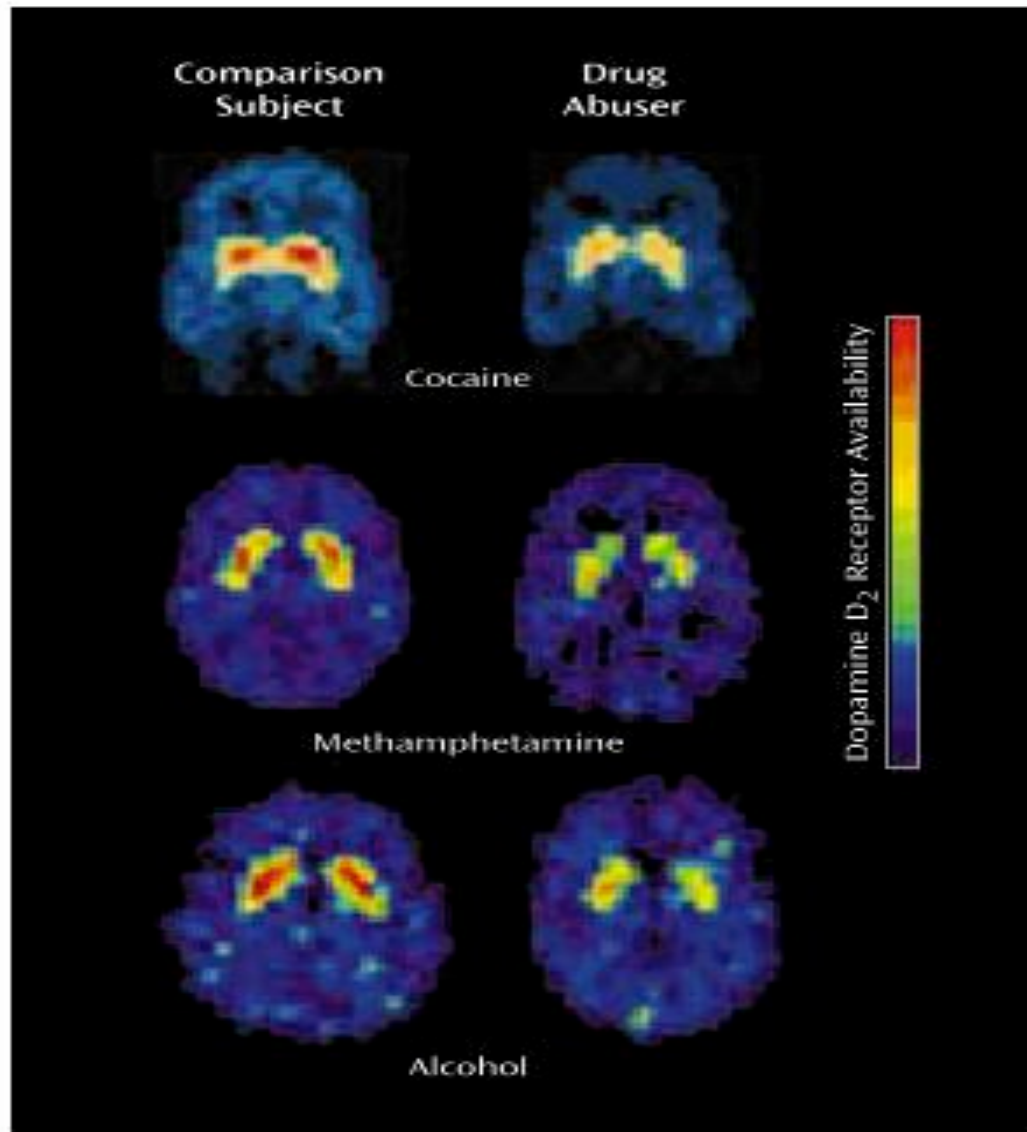 Comparison
Subject
Drug
Abuser
Cocaine
Dopamine D₂ Receptor Availability
Methamphetamine
Alcohol